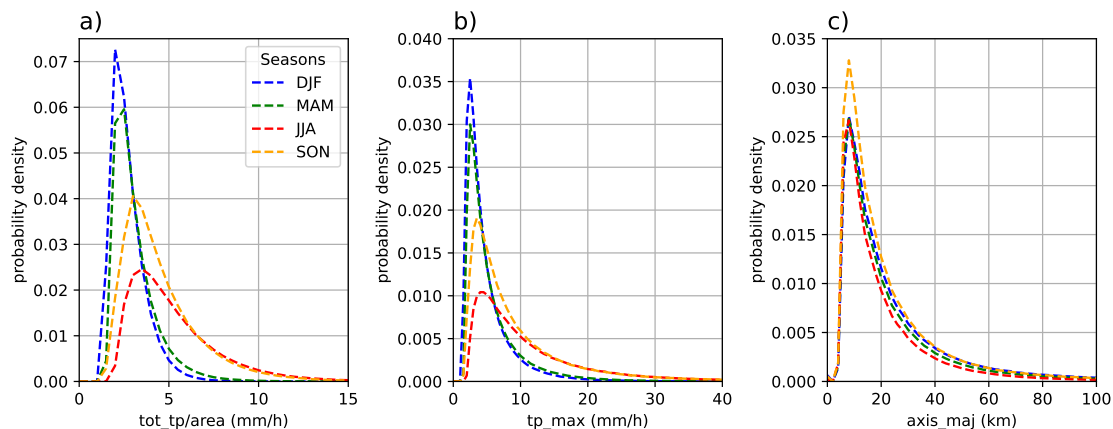 a)
probability density
0.07
0.06
0.05
0.04
0.03
0.02
0.01
0.00
0
5
10
15
tot_tp/area (mm/h)
Seasons
DJF
MAM
JJA
SON
b)
probability density
0.040
0.035
0.030
0.025
0.020
0.015
0.010
0.005
0.000
0
10
20
30
40
tp_max (mm/h)
c)
probability density
0.035
0.030
0.025
0.020
0.015
0.010
0.005
0.000
0
20
40
60
80
100
axis_maj (km)